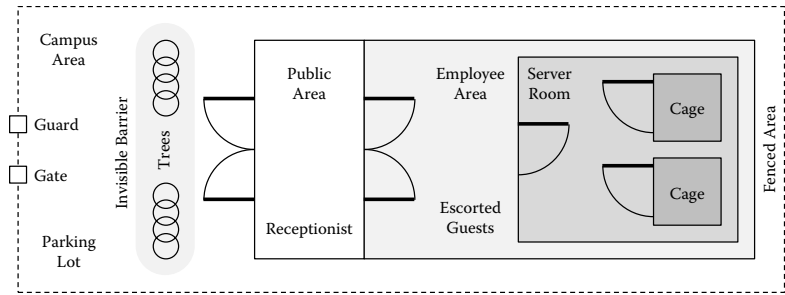 Campus
Area
Guard
Gate
Parking
Lot
Invisible Barrier
Trees
Public
Area
Receptionist
Employee
Area
Escorted
Guests
Server
Room
Cage
Cage
Fenced Area